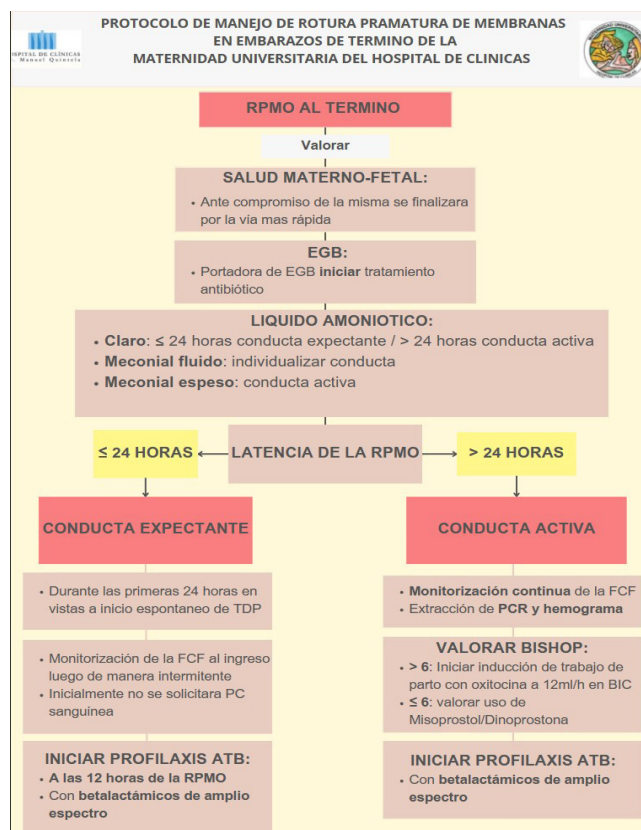 PROTOCOLO DE MANEJO DE ROTURA PRAMATURA DE MEMBRANAS
EN EMBARAZOS DE TERMINO DE LA
MATERNIDAD UNIVERSITARIA DEL HOSPITAL DE CLINICAS
SPITAL DE CLÍNICAS
. Manuel Quintela
RPMO AL TERMINO
Valorar
SALUD MATERNO-FETAL:
• Ante compromiso de la misma se finalizara
por la vía mas rápida
EGB:
• Portadora de EGB iniciar tratamiento
antibiótico
LIQUIDO AMONIOTICO:
• Claro: ≤ 24 horas conducta expectante / > 24 horas conducta activa
• Meconial fluido: individualizar conducta
• Meconial espeso: conducta activa
≤ 24 HORAS
LATENCIA DE LA RPMO
> 24 HORAS
CONDUCTA EXPECTANTE
• Durante las primeras 24 horas en
vistas a inicio espontaneo de TDP
• Monitorización de la FCF al ingreso
luego de manera intermitente
• Inicialmente no se solicitara PC
sanguínea
INICIAR PROFILAXIS ATB:
• A las 12 horas de la RPMO
• Con betalactámicos de amplio
espectro
CONDUCTA ACTIVA
• Monitorización continua de la FCF
• Extracción de PCR y hemograma
VALORAR BISHOP:
• > 6: Iniciar inducción de trabajo de
parto con oxitocina a 12ml/h en BIC
• ≤ 6: valorar uso de
Misoprostol/Dinoprostona
INICIAR PROFILAXIS ATB:
• Con betalactámicos de amplio
espectro